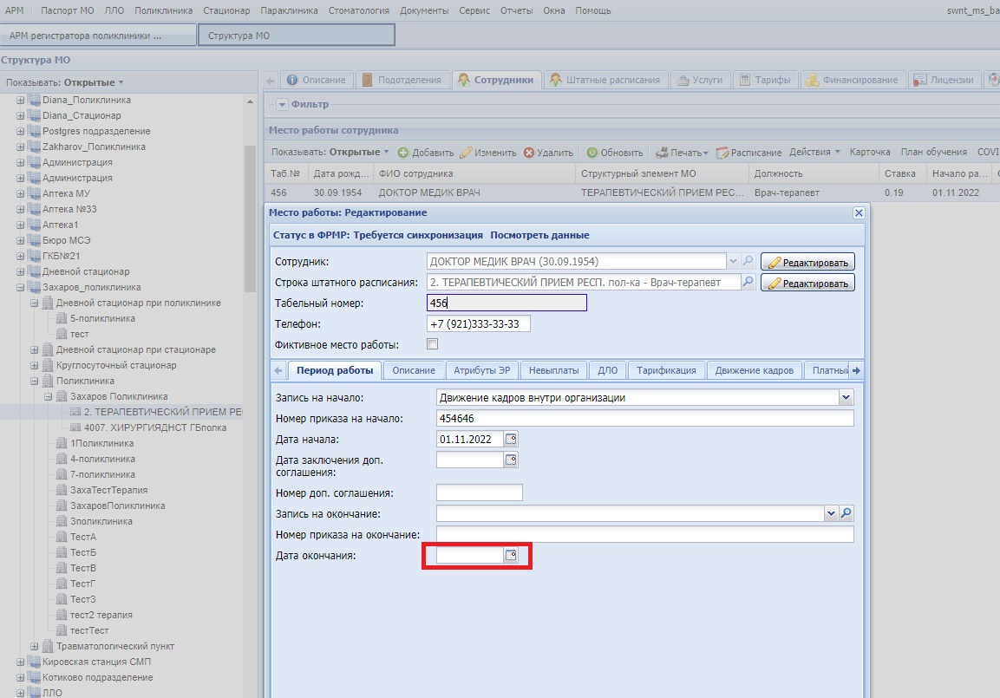 АРМ Паспорт МО ЛЛО Поликлиника Стационар Параклиника Стоматология Документы Сервис Отчеты Окна Помощь swnt_ms_ba
АРМ регистратора поликлиники ... Структура МО
Структура МО
Показывать: Открытые
Diana_Поликлиника
Diana_Стационар
Postgres подразделение
Zakharov_Поликлиника
Администрация
Администрация
Аптека МУ
Аптека №33
Аптека1
Бюро МСЭ
ГКБ№21
Дневной стационар
Захаров_поликлиника
Дневной стационар при поликлинике
5-поликлиника
тест
Дневной стационар при стационаре
Круглосуточный стационар
Поликлиника
Захаров Поликлиника
2. ТЕРАПЕВТИЧЕСКИЙ ПРИЕМ РЕ
4007. ХИРУРГИЯДНСТ ГБполка
1Поликлиника
4-поликлиника
7-поликлиника
ЗахаТестТерапия
ЗахаровПоликлиника
Зполиклиника
ТестА
ТестБ
ТестВ
ТестГ
ТестЗ
тест2 терапия
тестТест
Травматологический пункт
Кировская станция СМП
Котиково подразделение
ЛЛО
Описание Подотделения Сотрудники Штатные расписания Услуги Тарифы Финансирование Лицензии
Фильтр
Место работы сотрудника
Показывать: Открытые Добавить Изменить Удалить Обновить Печать Расписание Действия Карточка План обучения COVI
Таб.№ Дата рожд... ФИО сотрудника Структурный элемент МО Должность Ставка Начало ра...
456 30.09.1954 ДОКТОР МЕДИК ВРАЧ ТЕРАПЕВТИЧЕСКИЙ ПРИЕМ РЕС... Врач-терапевт 0.19 01.11.2022
Место работы: Редактирование
Статус в ФРМР: Требуется синхронизация Посмотреть данные
Сотрудник: ДОКТОР МЕДИК ВРАЧ (30.09.1954) Редактировать
Строка штатного расписания: 2. ТЕРАПЕВТИЧЕСКИЙ ПРИЕМ РЕСП. пол-ка - Врач-терапевт Редактировать
Табельный номер: 456
Телефон: +7 (921)333-33-33
Фиктивное место работы:
Период работы Описание Атрибуты ЭР Невыплаты ДЛО Тарификация Движение кадров Платный
Запись на начало: Движение кадров внутри организации
Номер приказа на начало: 454646
Дата начала: 01.11.2022
Дата заключения доп.
соглашения:
Номер доп. соглашения:
Запись на окончание:
Номер приказа на окончание:
Дата окончания: